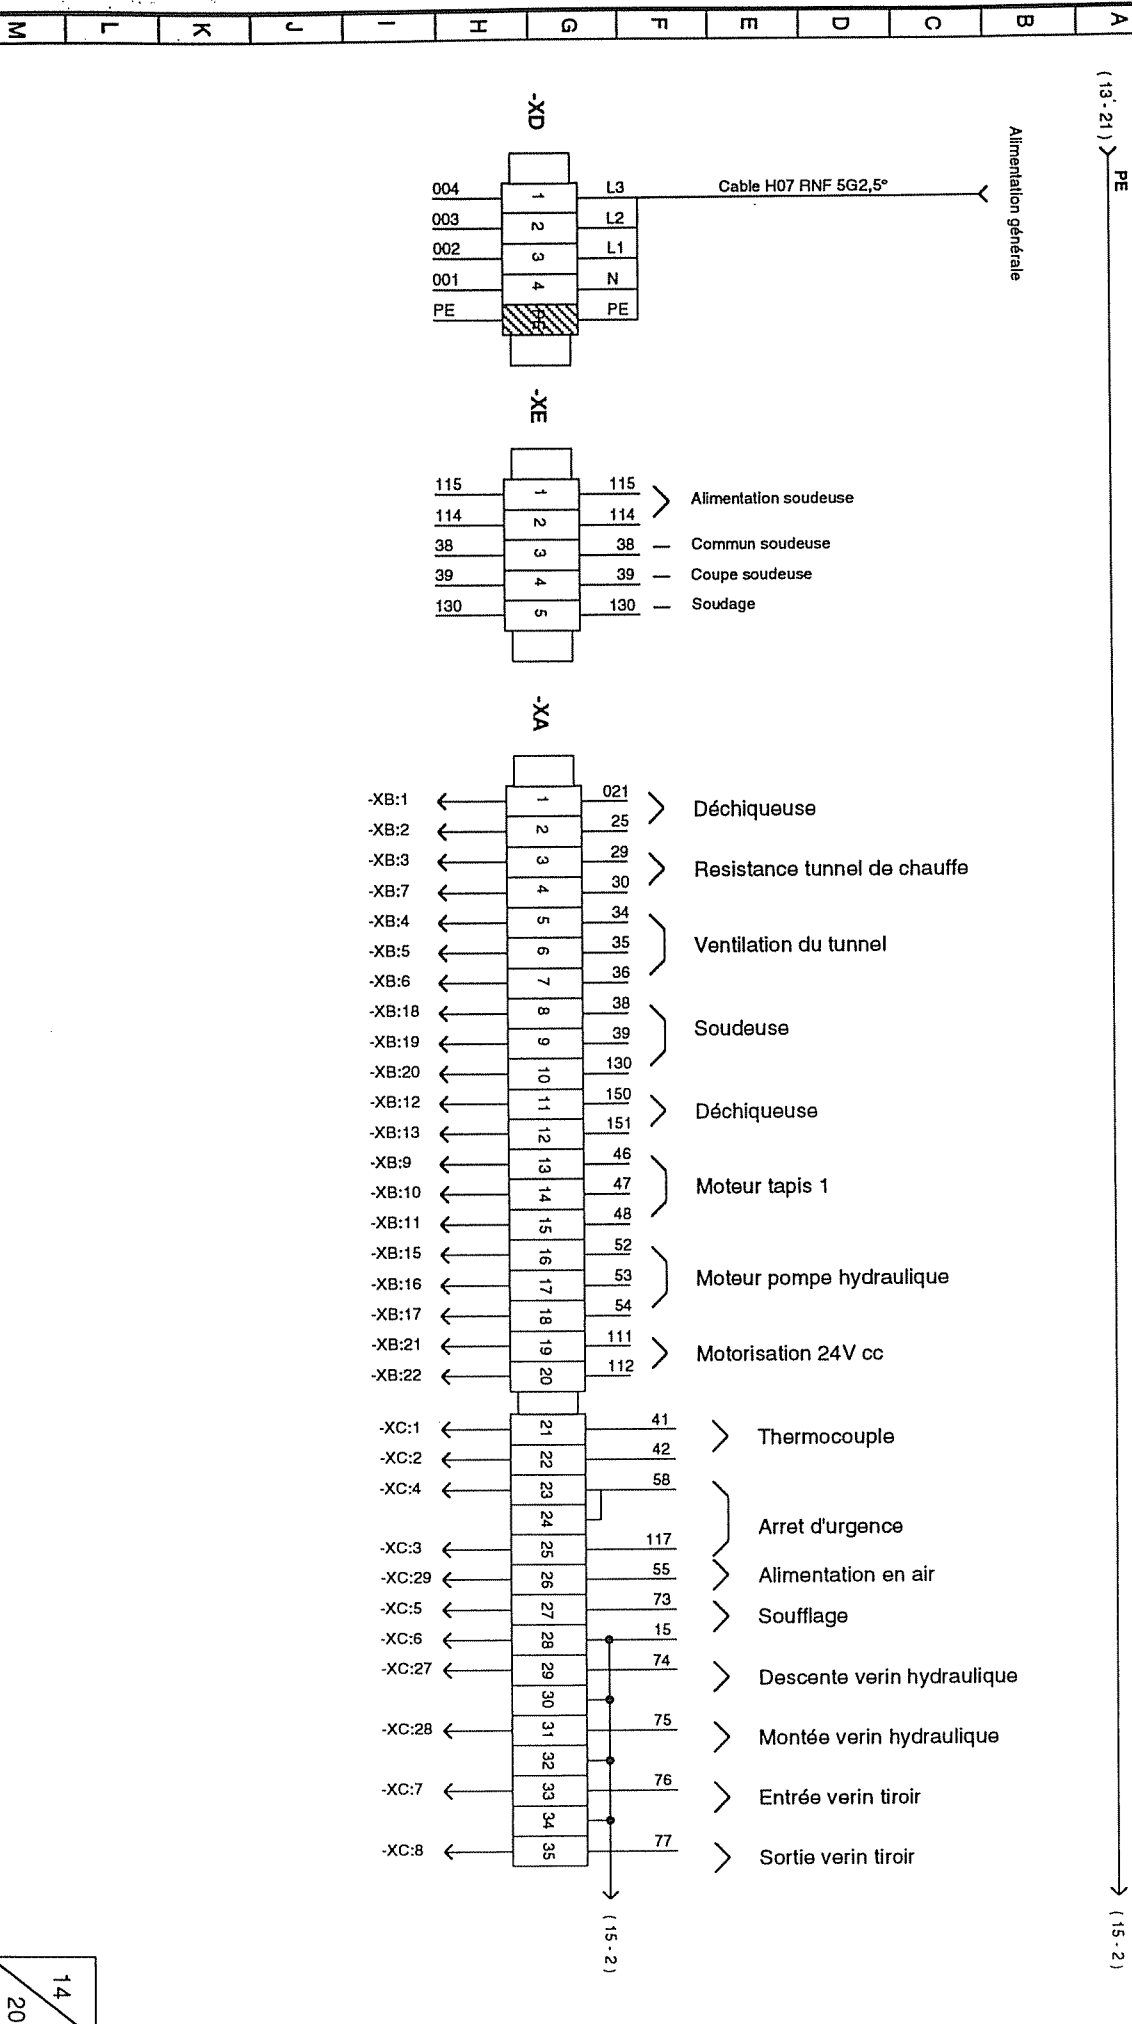 M L K J I H G F E D C B A
( 13 - 21 )
PE
Alimentation générale
-XD
004 1 L3 Cable H07 RNF 5G2,5°
003 2 L2
002 3 L1
001 4 N
PE PE PE
-XE
115 1 115 Alimentation soudeuse
114 2 114
38 3 38 Commun soudeuse
39 4 39 Coupe soudeuse
130 5 130 Soudage
-XA
-XB:1 1 021 Déchiqueuse
-XB:2 2 25
-XB:3 3 29 Resistance tunnel de chauffe
-XB:7 4 30
-XB:4 5 34
-XB:5 6 35 Ventilation du tunnel
-XB:6 7 36
-XB:18 8 38
-XB:19 9 39 Soudeuse
-XB:20 10 130
-XB:12 11 150 Déchiqueuse
-XB:13 12 151
-XB:9 13 46
-XB:10 14 47 Moteur tapis 1
-XB:11 15 48
-XB:15 16 52
-XB:16 17 53 Moteur pompe hydraulique
-XB:17 18 54
-XB:21 19 111 Motorisation 24V cc
-XB:22 20 112
-XC:1 21 41 Thermocouple
-XC:2 22 42
-XC:4 23 58
24 Arret d'urgence
-XC:3 25 117
-XC:29 26 55 Alimentation en air
-XC:5 27 73 Soufflage
-XC:6 28 15
-XC:27 29 74 Descente verin hydraulique
30
-XC:28 31 75 Montée verin hydraulique
32
-XC:7 33 76 Entrée verin tiroir
34
-XC:8 35 77 Sortie verin tiroir
( 15 - 2 )
( 15 - 2 )
14
20